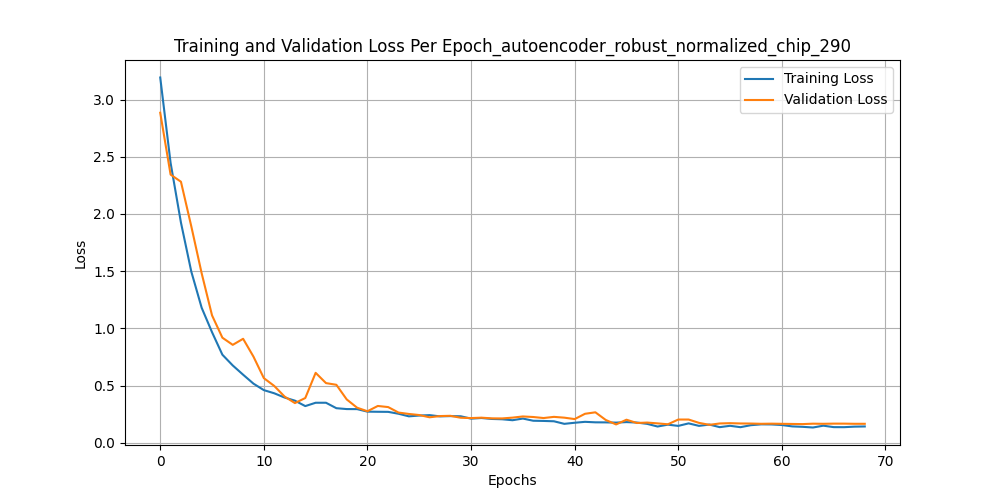 Training and Validation Loss Per Epoch_autoencoder_robust_normalized_chip_290
Training Loss
Validation Loss
Loss
3.0
2.5
2.0
1.5
1.0
0.5
0.0
0 10 20 30 40 50 60 70
Epochs